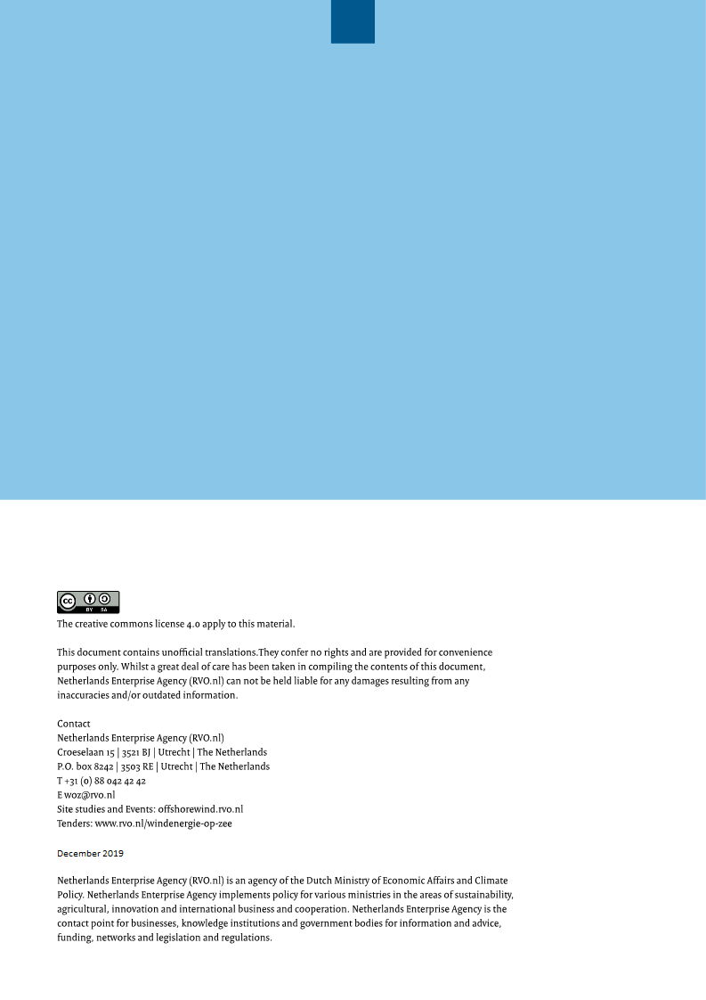 cc
BY SA
The creative commons license 4.0 apply to this material.
This document contains unofficial translations.They confer no rights and are provided for convenience
purposes only. Whilst a great deal of care has been taken in compiling the contents of this document,
Netherlands Enterprise Agency (RVO.nl) can not be held liable for any damages resulting from any
inaccuracies and/or outdated information.
Contact
Netherlands Enterprise Agency (RVO.nl)
Croeselaan 15 | 3521 BJ | Utrecht | The Netherlands
P.O. box 8242 | 3503 RE | Utrecht | The Netherlands
T +31 (0) 88 042 42 42
E woz@rvo.nl
Site studies and Events: offshorewind.rvo.nl
Tenders: www.rvo.nl/windenergie-op-zee
December 2019
Netherlands Enterprise Agency (RVO.nl) is an agency of the Dutch Ministry of Economic Affairs and Climate
Policy. Netherlands Enterprise Agency implements policy for various ministries in the areas of sustainability,
agricultural, innovation and international business and cooperation. Netherlands Enterprise Agency is the
contact point for businesses, knowledge institutions and government bodies for information and advice,
funding, networks and legislation and regulations.